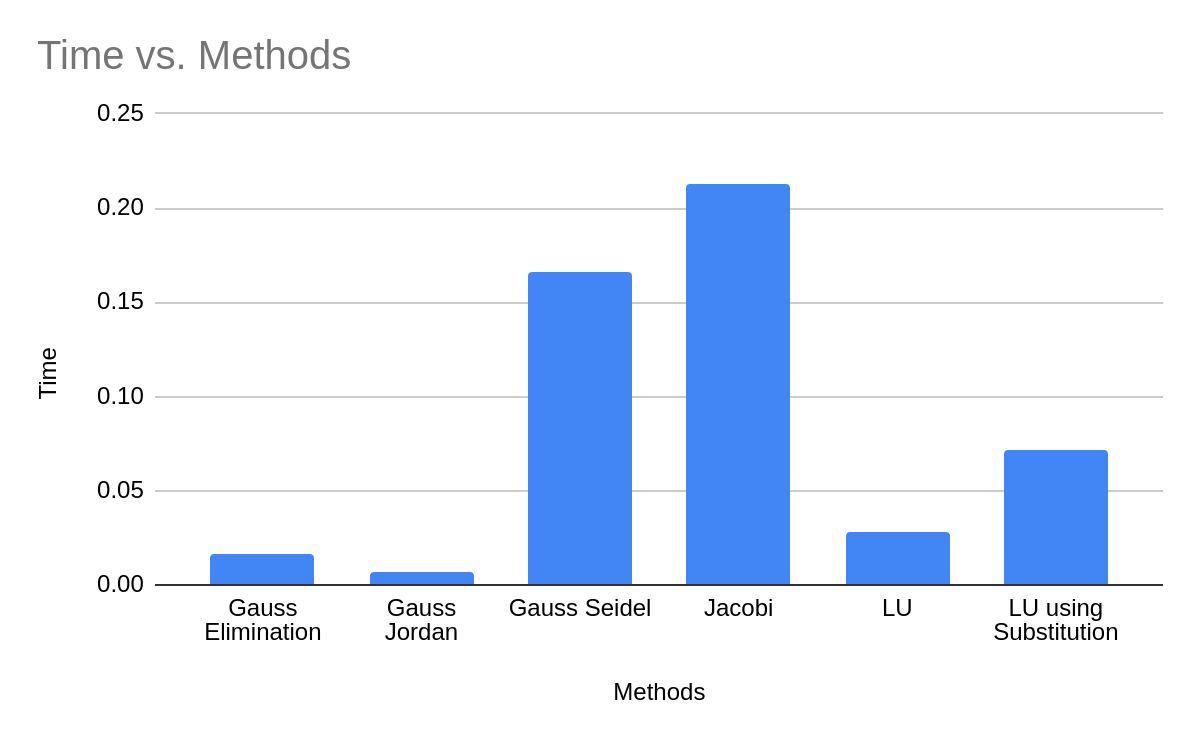 Time vs. Methods
0.25
0.20
0.15
0.10
0.05
0.00
Time
Gauss
Elimination
Gauss
Jordan
Gauss Seidel
Jacobi
LU
LU using
Substitution
Methods